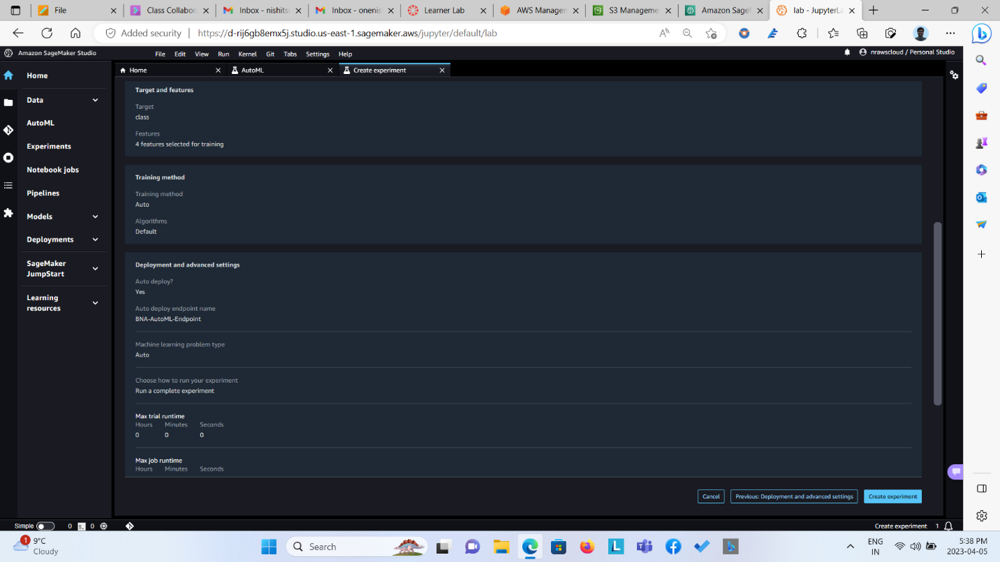 File
Class Collabora
Inbox - nishits
Inbox - onenis
Learner Lab
AWS Managen
S3 Manageme
Amazon SageM
lab - JupyterLa
Added security
https://d-rij6gb8emx5j.studio.us-east-1.sagemaker.aws/jupyter/default/lab
Amazon SageMaker Studio
File Edit View Run Kernel Git Tabs Settings Help
nrawscloud / Personal Studio
Home
Data
AutoML
Experiments
Notebook jobs
Pipelines
Models
Deployments
SageMaker
JumpStart
Learning
resources
Home
AutoML
Create experiment
Target and features
Target
class
Features
4 features selected for training
Training method
Training method
Auto
Algorithms
Default
Deployment and advanced settings
Auto deploy?
Yes
Auto deploy endpoint name
BNA-AutoML-Endpoint
Machine learning problem type
Auto
Choose how to run your experiment
Run a complete experiment
Max trial runtime
Hours Minutes Seconds
0 0 0
Max job runtime
Hours Minutes Seconds
Cancel
Previous: Deployment and advanced settings
Create experiment
Simple
0
0
Create experiment 1
1
9°C
Cloudy
Search
ENG
IN
5:38 PM
2023-04-05